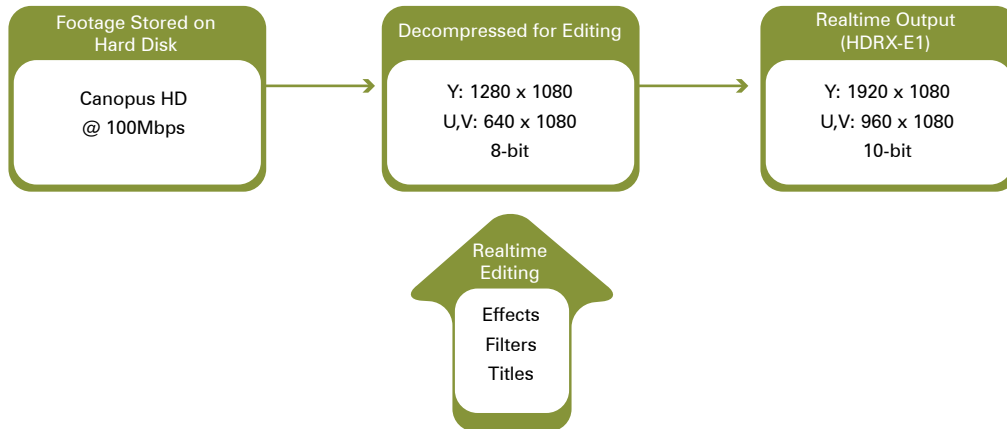 Footage Stored on
Hard Disk
Canopus HD
@ 100Mbps
Decompressed for Editing
Y: 1280 x 1080
U,V: 640 x 1080
8-bit
Realtime Output
(HDRX-E1)
Y: 1920 x 1080
U,V: 960 x 1080
10-bit
Realtime
Editing
Effects
Filters
Titles